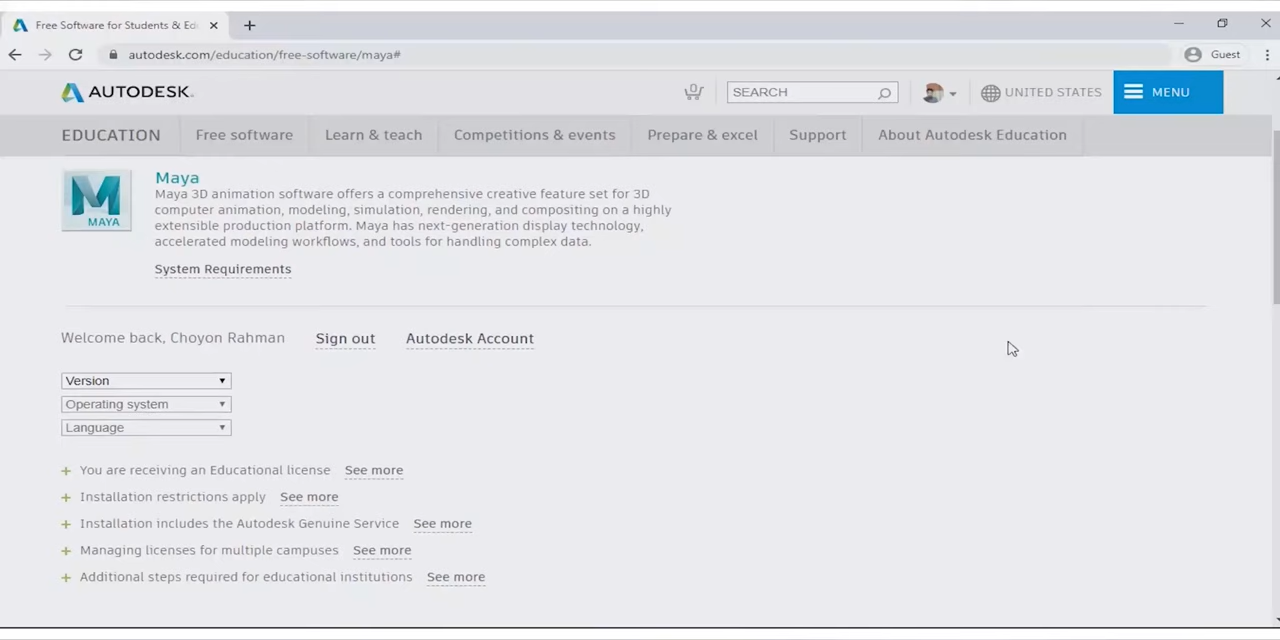 Free Software for Students & Edu
autodesk.com/education/free-software/maya#
Guest
AUTODESK.
0
SEARCH
UNITED STATES
MENU
EDUCATION
Free software
Learn & teach
Competitions & events
Prepare & excel
Support
About Autodesk Education
MAYA
Maya
Maya 3D animation software offers a comprehensive creative feature set for 3D
computer animation, modeling, simulation, rendering, and compositing on a highly
extensible production platform. Maya has next-generation display technology,
accelerated modeling workflows, and tools for handling complex data.
System Requirements
Welcome back, Choyon Rahman
Sign out
Autodesk Account
Version
Operating system
Language
+ You are receiving an Educational license See more
+ Installation restrictions apply See more
+ Installation includes the Autodesk Genuine Service See more
+ Managing licenses for multiple campuses See more
+ Additional steps required for educational institutions See more